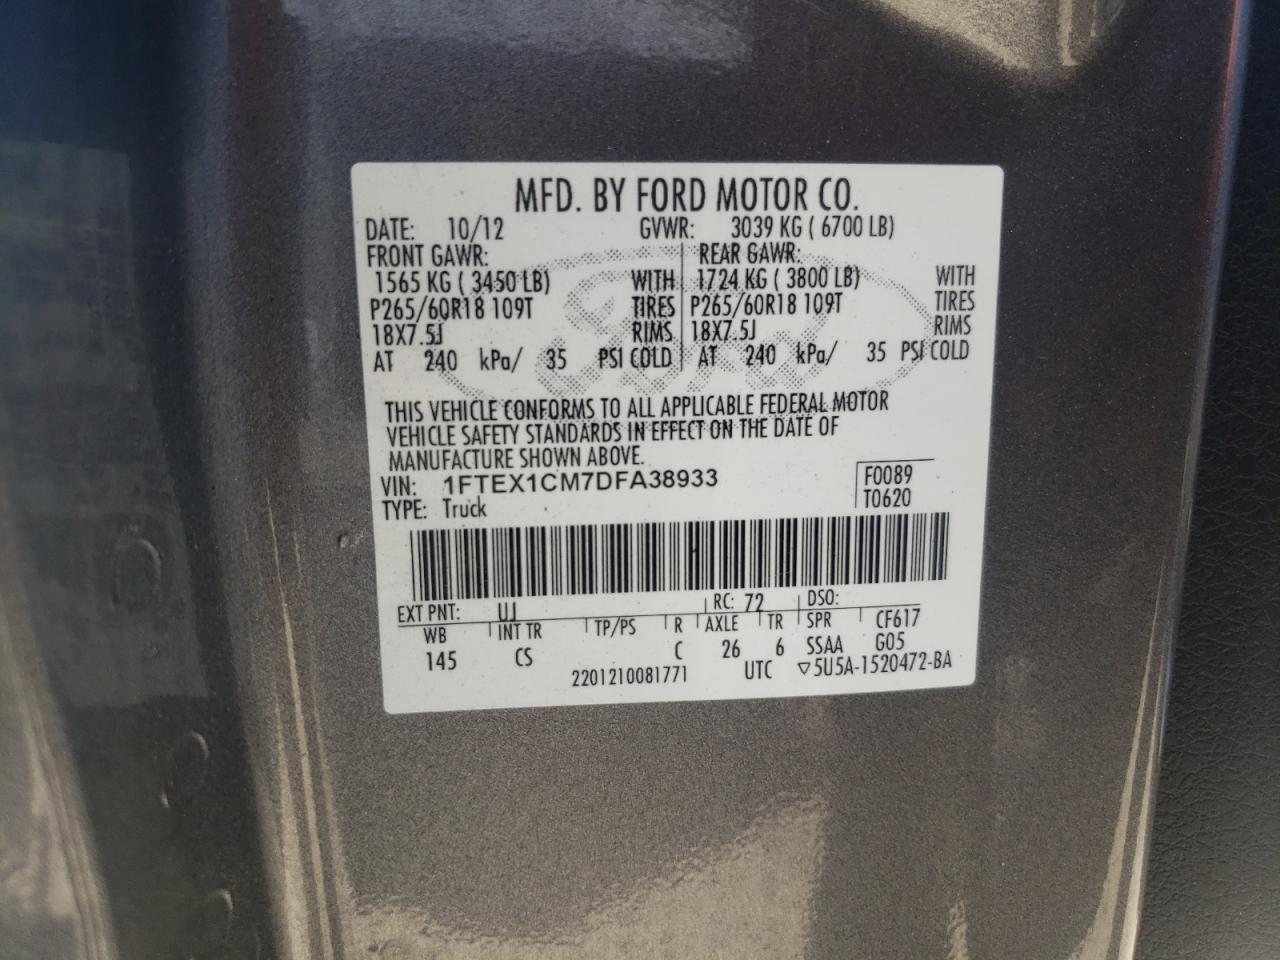 MFD. BY FORD MOTOR CO.
DATE: 10/12 GVWR: 3039 KG ( 6700 LB)
FRONT GAWR: REAR GAWR:
1565 KG ( 3450 LB) WITH 1724 KG ( 3800 LB) WITH
P265/60R18 109T TIRES P265/60R18 109T TIRES
18X7.5J RIMS 18X7.5J RIMS
AT 240 kPa/ 35 PSI COLD AT 240 kPa/ 35 PSI COLD
Ford
THIS VEHICLE CONFORMS TO ALL APPLICABLE FEDERAL MOTOR
VEHICLE SAFETY STANDARDS IN EFFECT ON THE DATE OF
MANUFACTURE SHOWN ABOVE.
VIN: 1FTEX1CM7DFA38933 F0089
TYPE: Truck T0620
EXT PNT: UJ RC: 72 DSO:
WB INT TR TP/PS R AXLE TR SPR CF617
145 CS C 26 6 SSAA G05
2201210081771 UTC ▽5U5A-1520472-BA